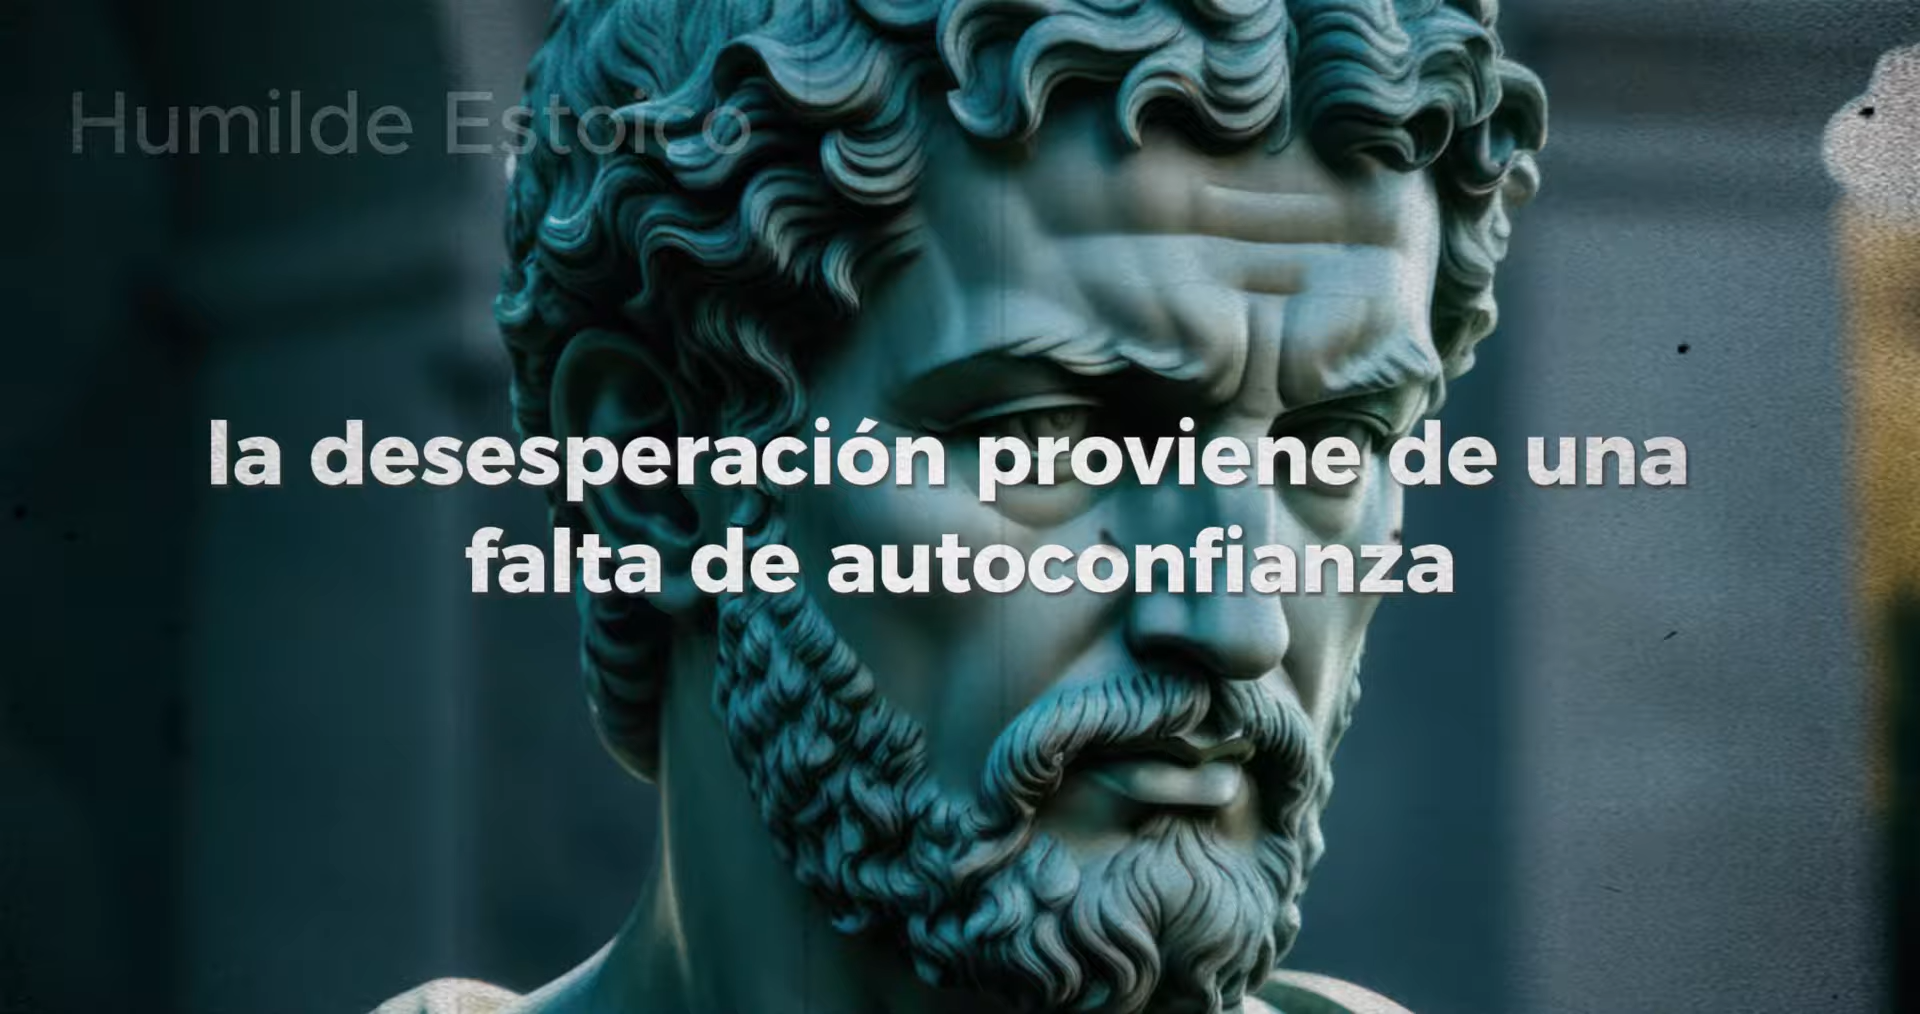 Humilde Estoico
la desesperación proviene de una
falta de autoconfianza